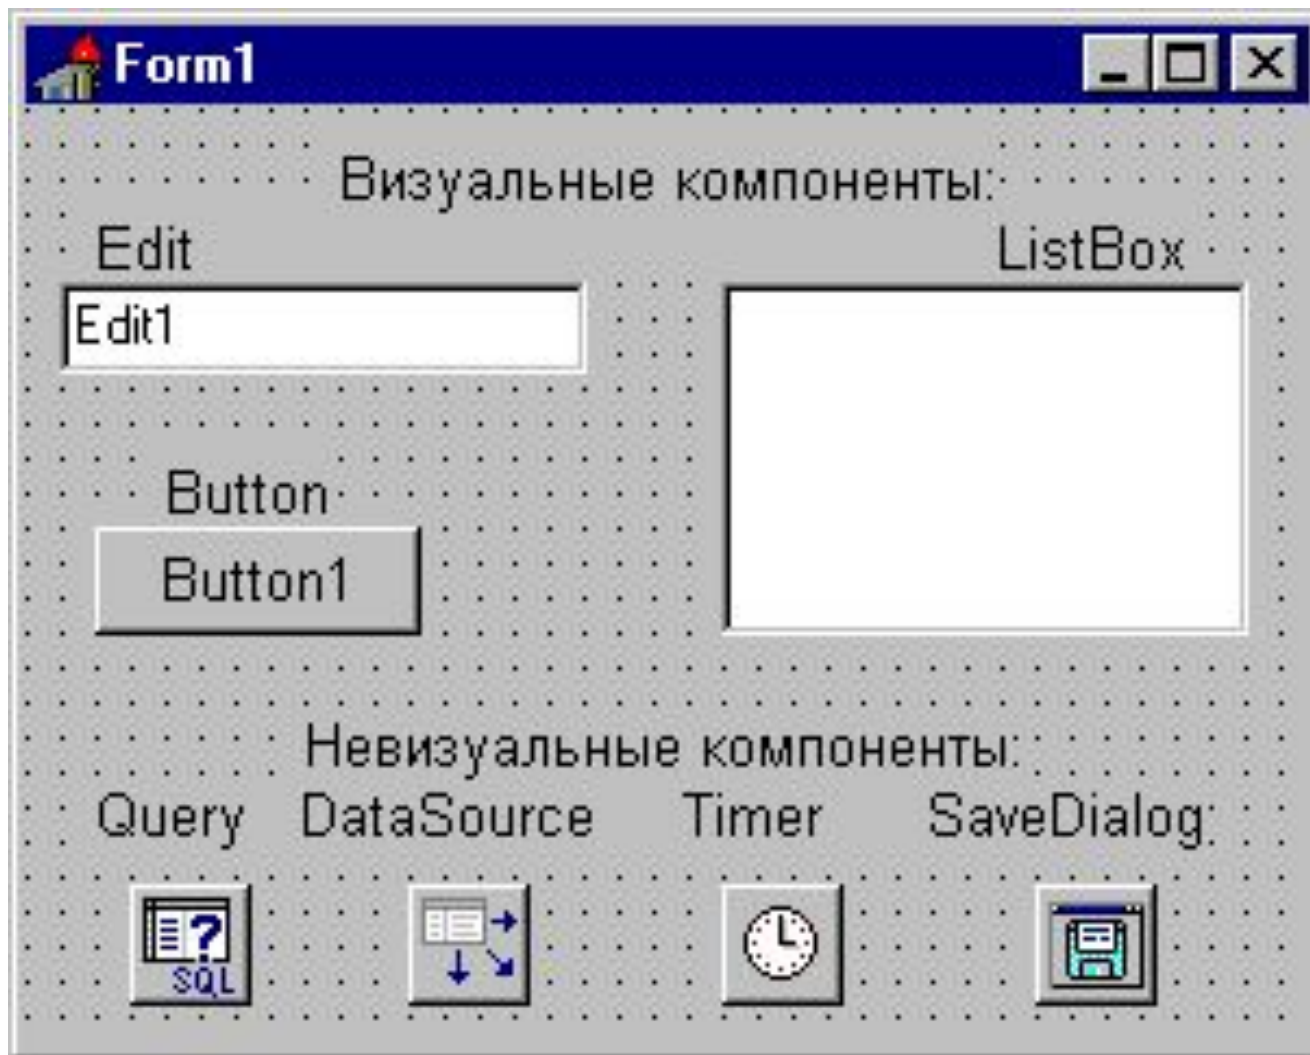 Form1
Визуальные компоненты:
Edit
ListBox
Edit1
Button
Button1
Невизуальные компоненты:
Query DataSource Timer SaveDialog
SQL